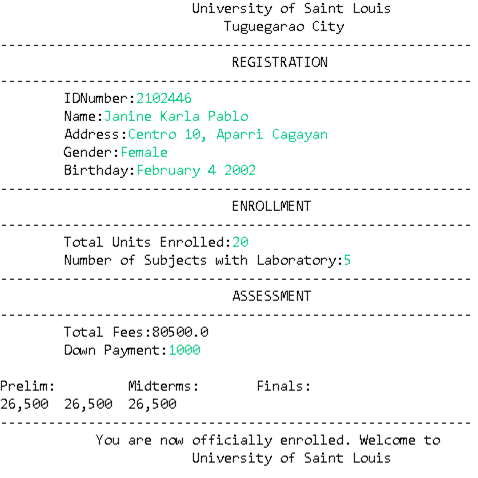 University of Saint Louis
Tuguegarao City
-----------------------------------------------------------
REGISTRATION
-----------------------------------------------------------
IDNumber:2102446
Name:Janine Karla Pablo
Address:Centro 10, Aparri Cagayan
Gender:Female
Birthday:February 4 2002
-----------------------------------------------------------
ENROLLMENT
-----------------------------------------------------------
Total Units Enrolled:20
Number of Subjects with Laboratory:5
-----------------------------------------------------------
ASSESSMENT
-----------------------------------------------------------
Total Fees:80500.0
Down Payment:1000
Prelim: Midterms: Finals:
26,500 26,500 26,500
-----------------------------------------------------------
You are now officially enrolled. Welcome to
University of Saint Louis